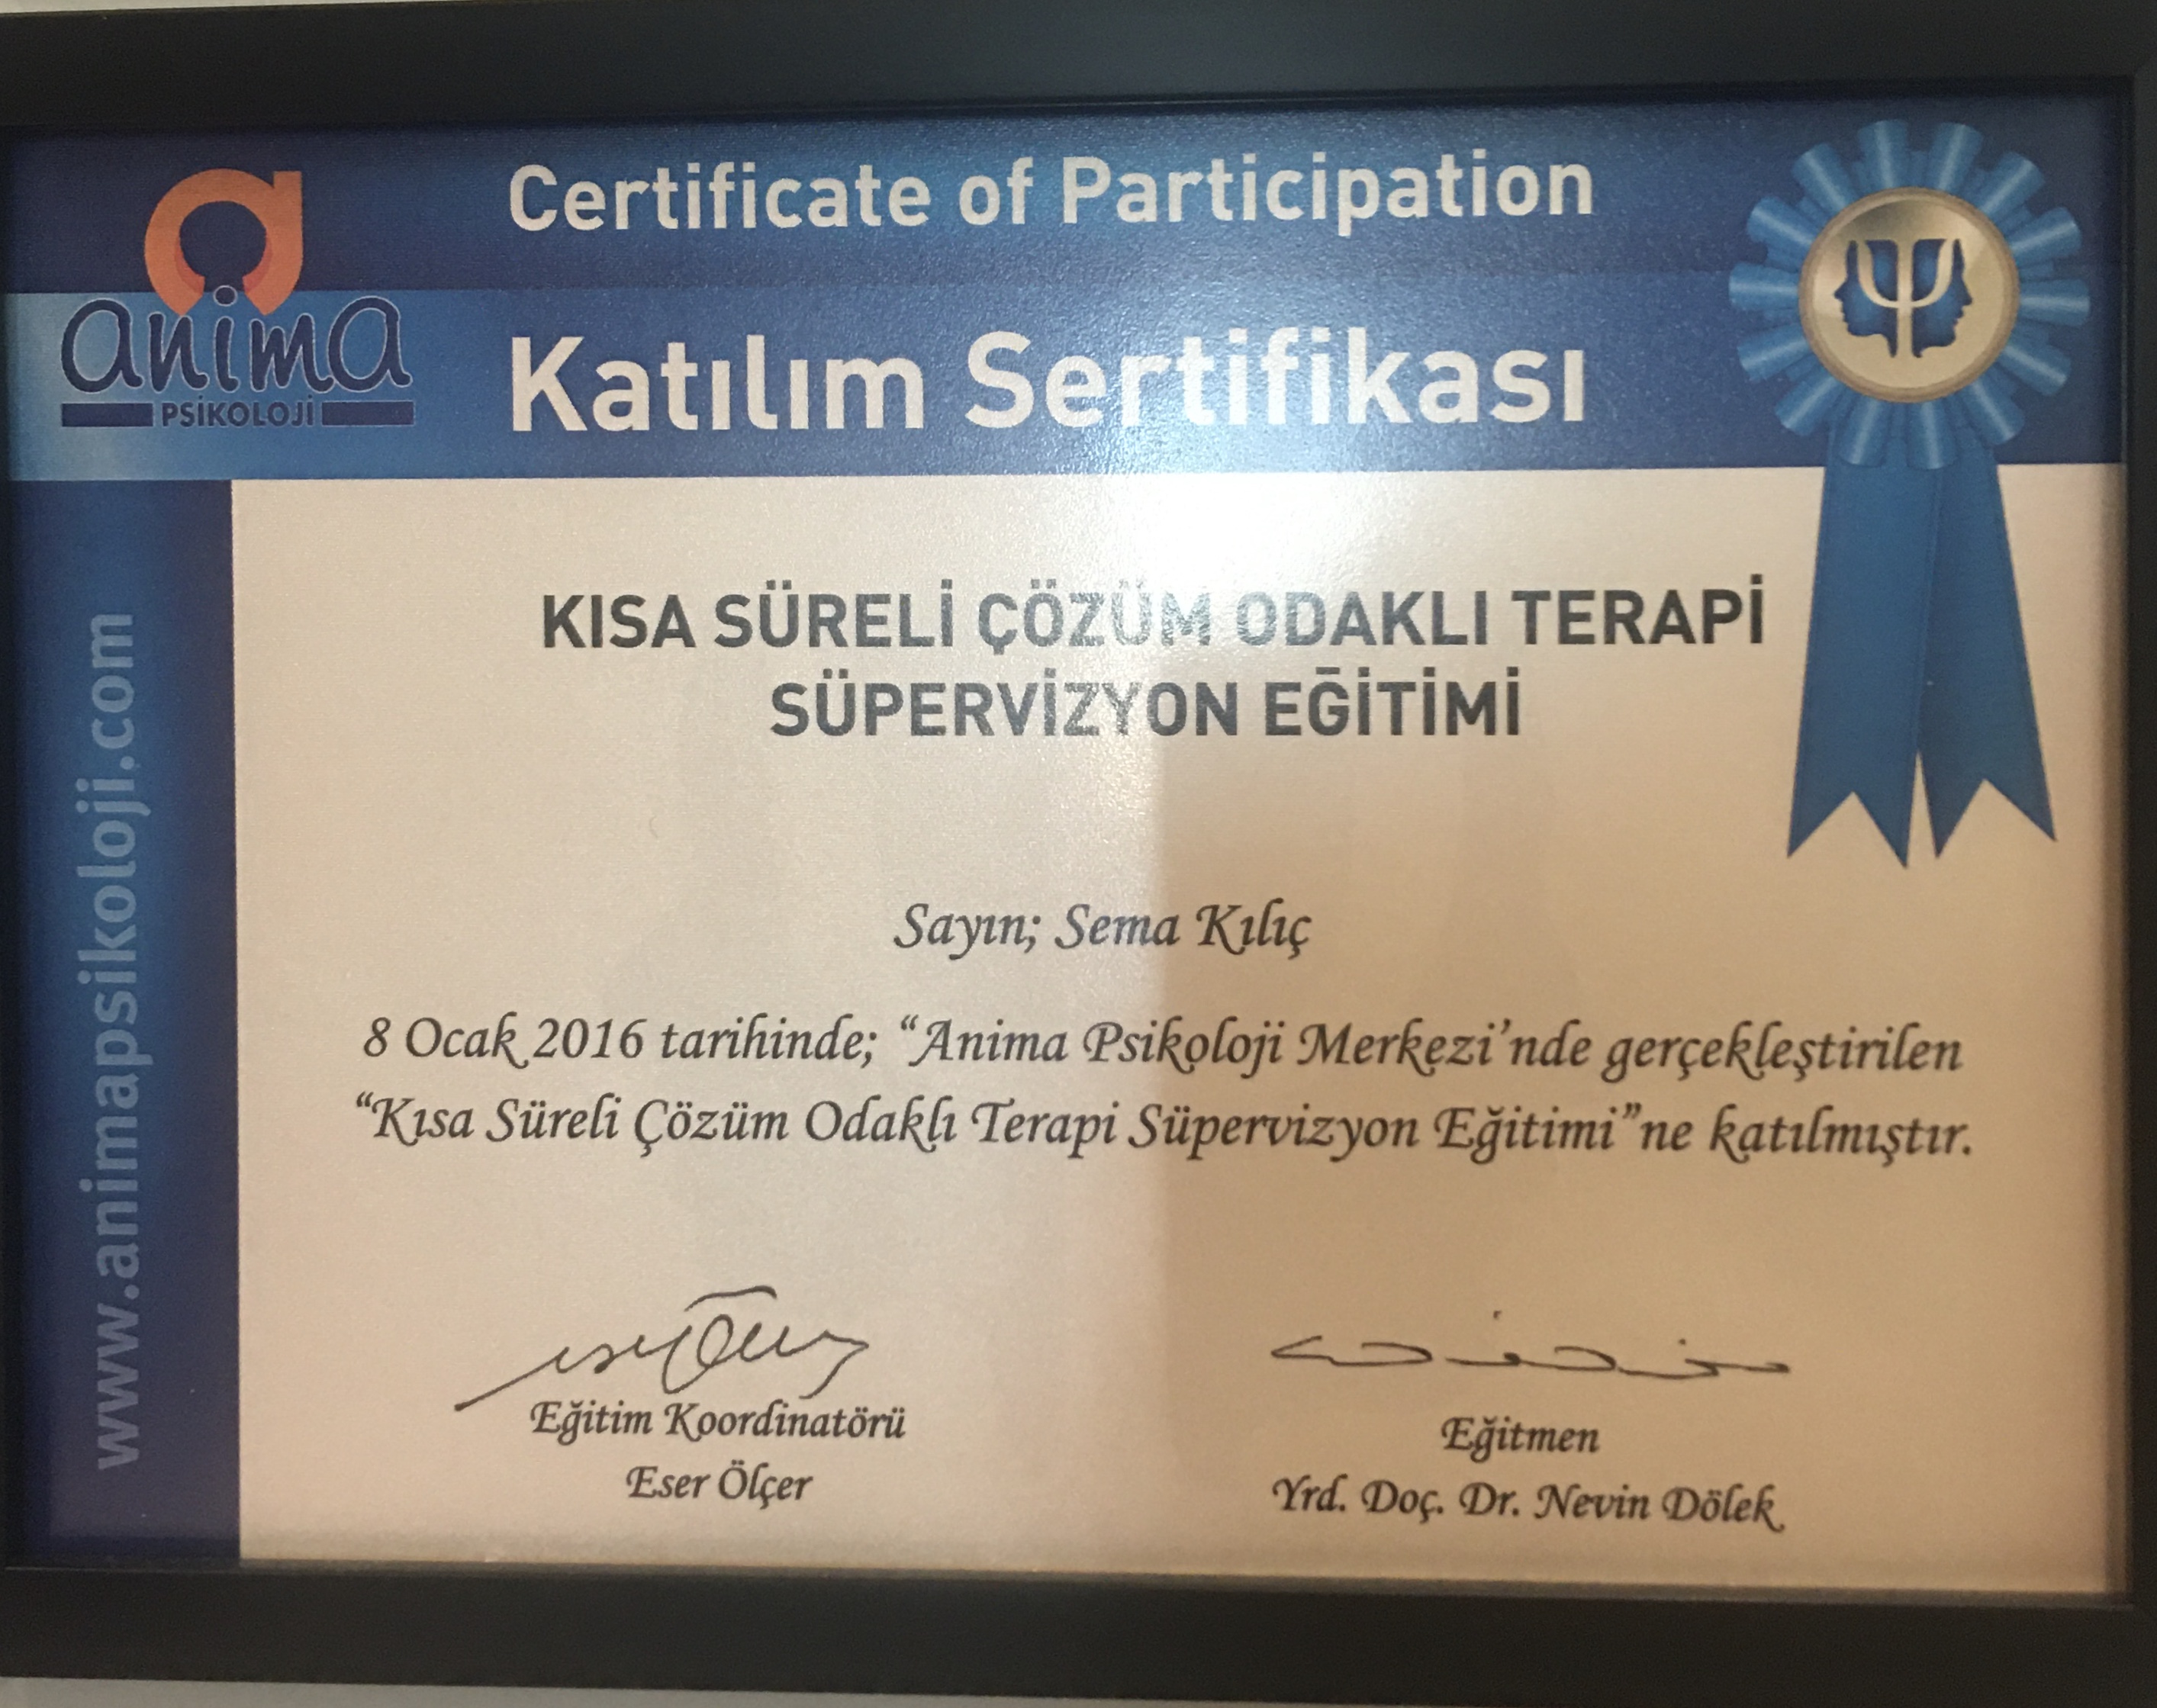 Certificate of Participation
Katılım Sertifikası
anima
PSİKOLOJİ
www.animapsikoloji.com
KISA SÜRELİ ÇÖZÜM ODAKLI TERAPİ
SÜPERVİZYON EĞİTİMİ
Sayın; Sema Kılıç
8 Ocak 2016 tarihinde; “Anima Psikoloji Merkezi’nde gerçekleştirilen
“Kısa Süreli Çözüm Odaklı Terapi Süpervizyon Eğitimi”ne katılmıştır.
Eğitim Koordinatörü
Eser Ölçer
Eğitmen
Yrd. Doç. Dr. Nevin Dölek